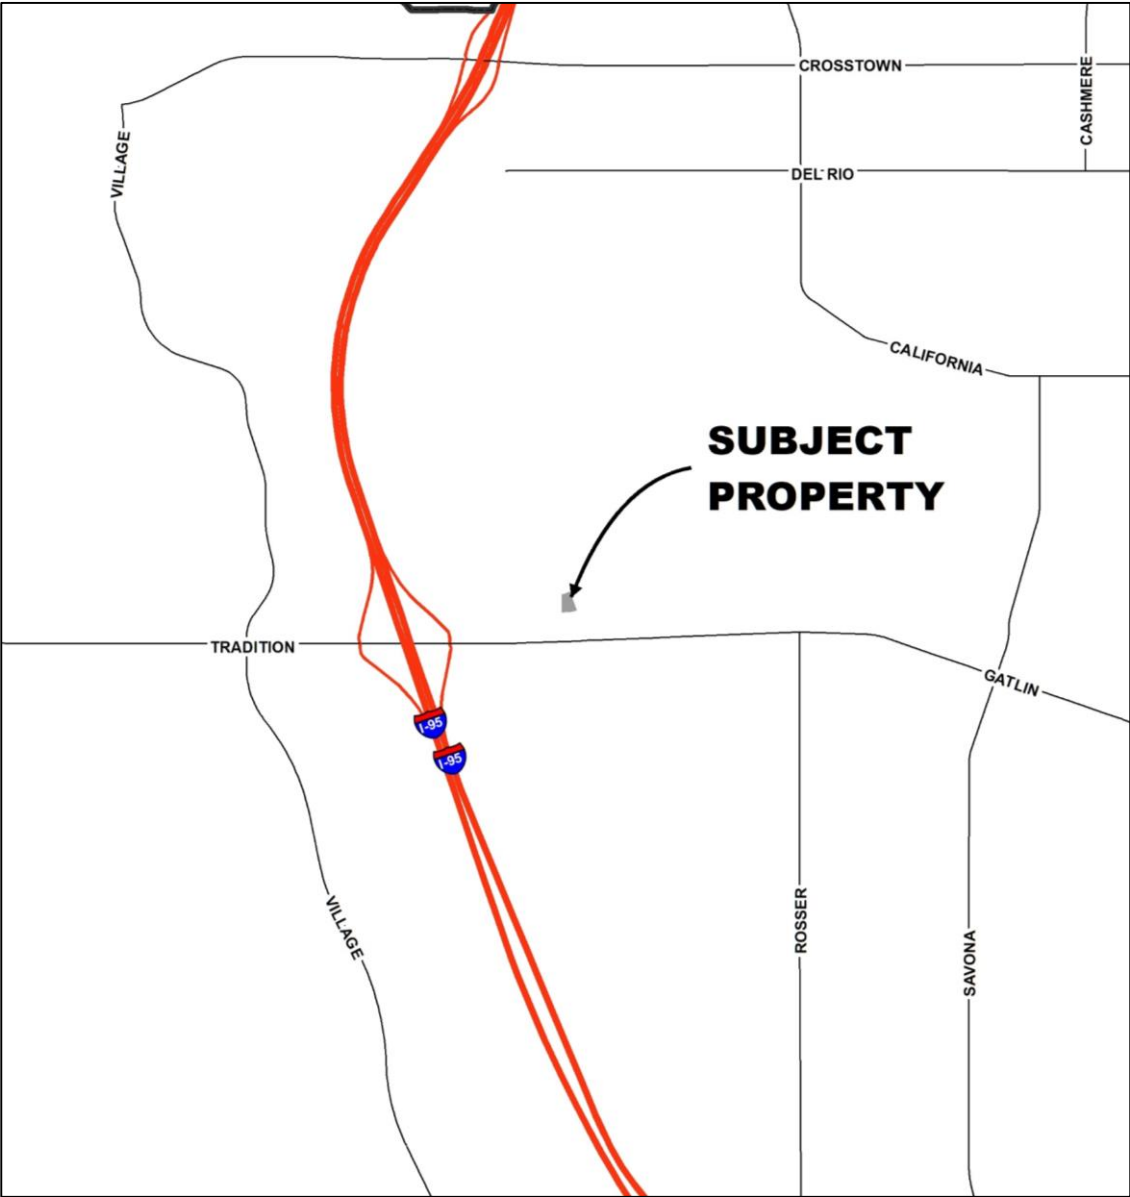 CROSSTOWN
CASHMERE
VILLAGE
DEL RIO
CALIFORNIA
SUBJECT
PROPERTY
TRADITION
GATLIN
I-95
I-95
VILLAGE
ROSSER
SAVONA